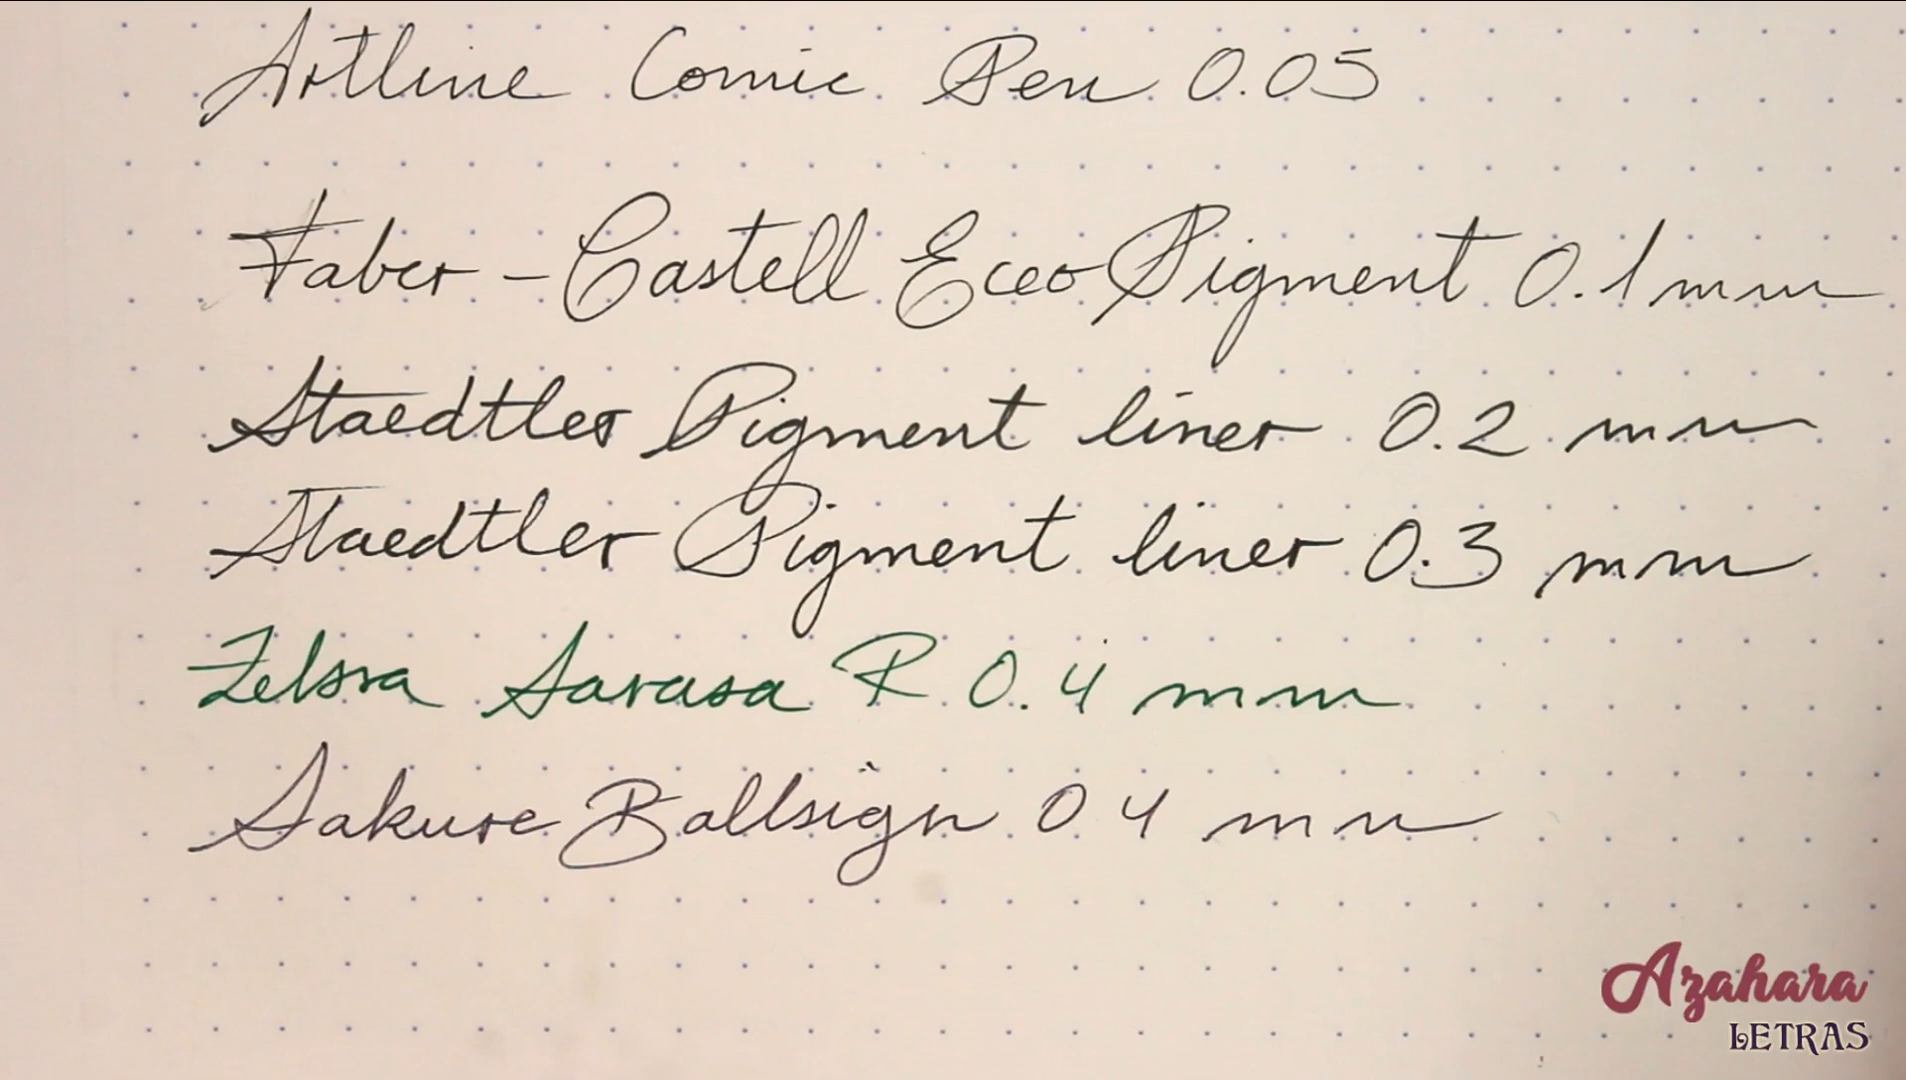 Artline Comic Pen 0.05
Faber-Castell Ecco Pigment 0.1mm
Staedtler Pigment liner 0.2 mm
Staedtler Pigment liner 0.3 mm
Zebra Sarasa R 0.4 mm
Sakura Ballsign 0 4 mm
Azahara
LETRAS